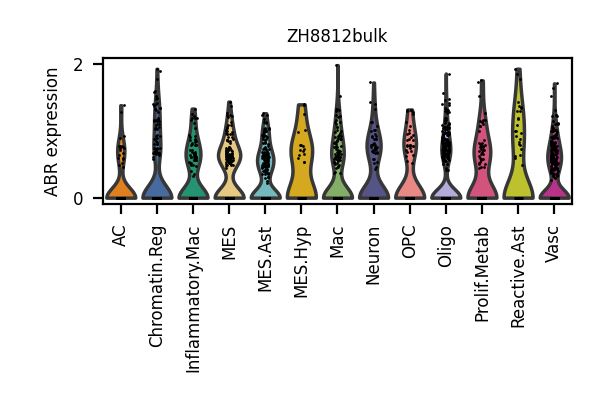 ZH8812bulk
ABR expression
2
0
AC
Chromatin.Reg
Inflammatory.Mac
MES
MES.Ast
MES.Hyp
Mac
Neuron
OPC
Oligo
Prolif.Metab
Reactive.Ast
Vasc